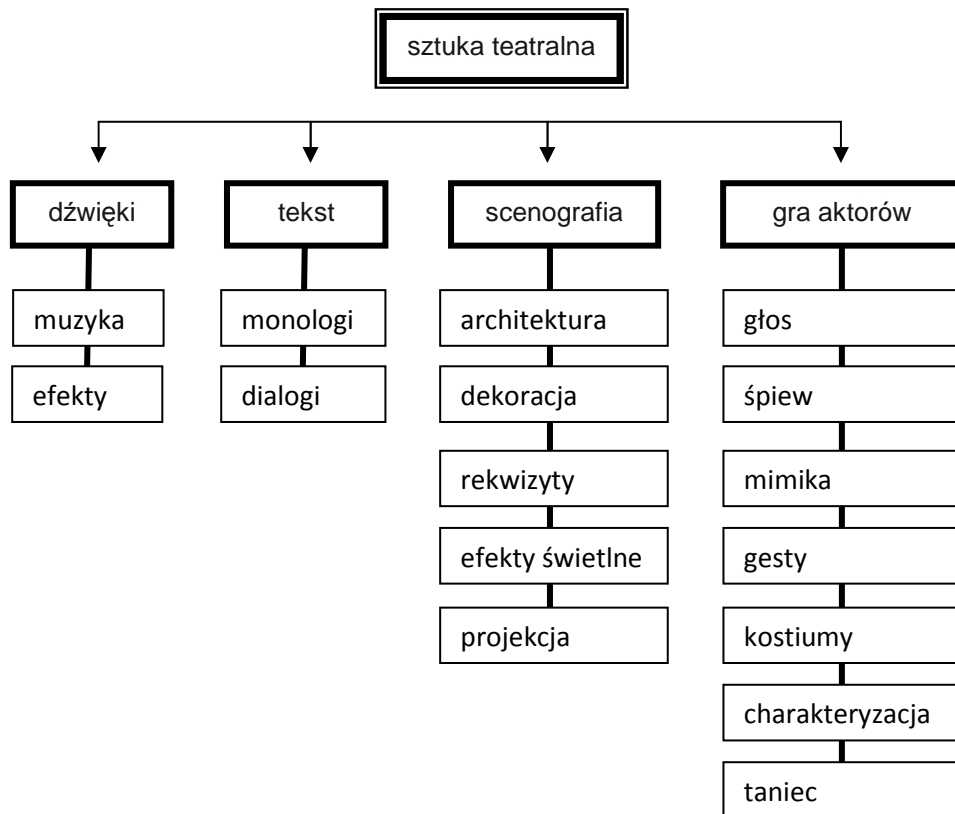 sztuka teatralna
dźwięki
tekst
scenografia
gra aktorów
muzyka
efekty
monologi
dialogi
architektura
dekoracja
rekwizyty
efekty świetlne
projekcja
głos
śpiew
mimika
gesty
kostiumy
charakteryzacja
taniec